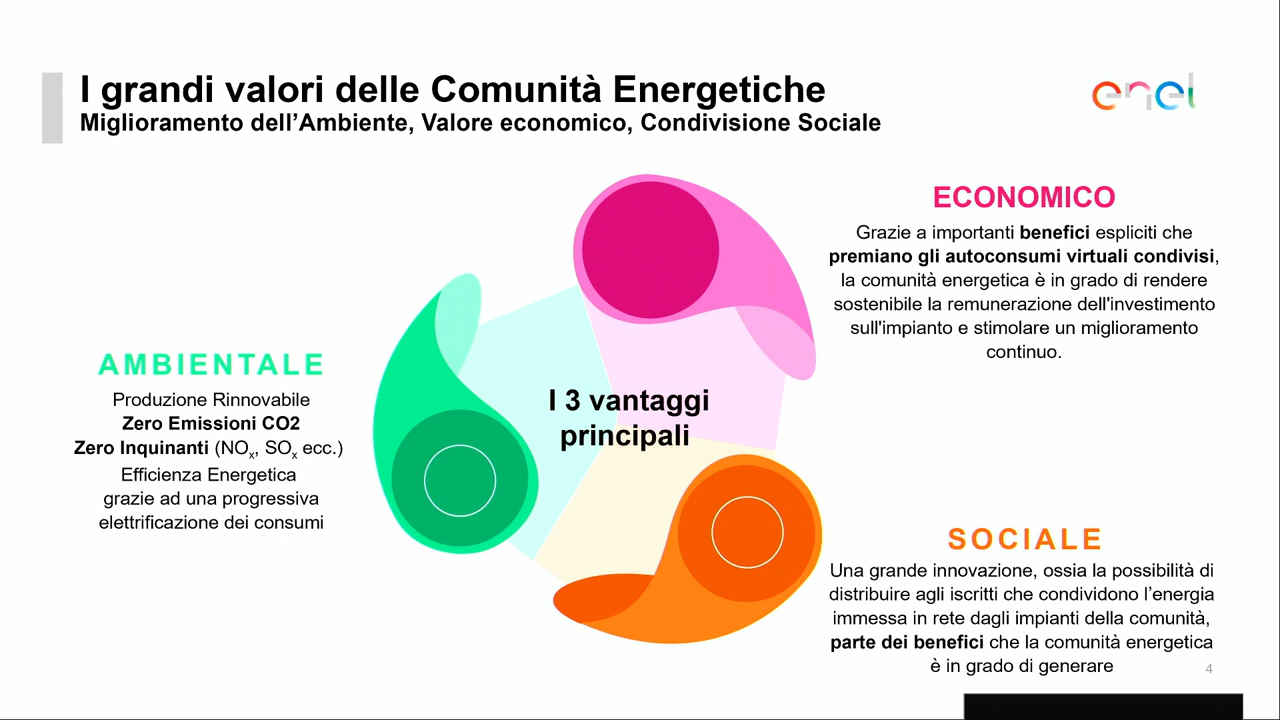 I grandi valori delle Comunità Energetiche
Miglioramento dell'Ambiente, Valore economico, Condivisione Sociale
enel
ECONOMICO
Grazie a importanti benefici espliciti che
premiano gli autoconsumi virtuali condivisi,
la comunità energetica è in grado di rendere
sostenibile la remunerazione dell'investimento
sull'impianto e stimolare un miglioramento
continuo.
AMBIENTALE
Produzione Rinnovabile
Zero Emissioni CO2
Zero Inquinanti (NOx, SOx ecc.)
Efficienza Energetica
grazie ad una progressiva
elettrificazione dei consumi
I 3 vantaggi
principali
SOCIALE
Una grande innovazione, ossia la possibilità di
distribuire agli iscritti che condividono l'energia
immessa in rete dagli impianti della comunità,
parte dei benefici che la comunità energetica
è in grado di generare
4